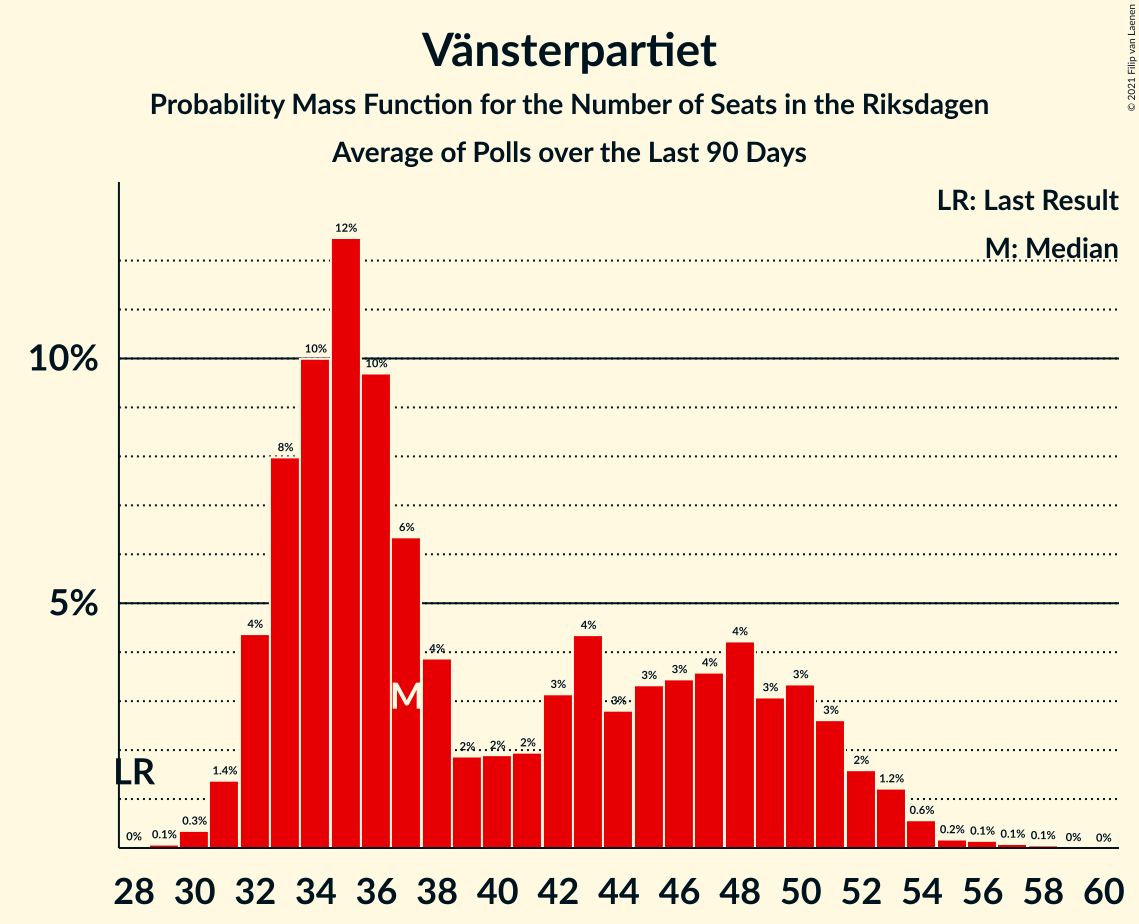 Vänsterpartiet
Probability Mass Function for the Number of Seats in the Riksdagen
Average of Polls over the Last 90 Days
© 2021 Filip van Laenen
LR: Last Result
M: Median
10%
5%
LR
M
0% 0.1% 0.3% 1.4% 4% 8% 10% 12% 10% 6% 4% 2% 2% 2% 3% 4% 3% 3% 3% 4% 4% 3% 3% 3% 2% 1.2% 0.6% 0.2% 0.1% 0.1% 0.1% 0% 0%
28 30 32 34 36 38 40 42 44 46 48 50 52 54 56 58 60